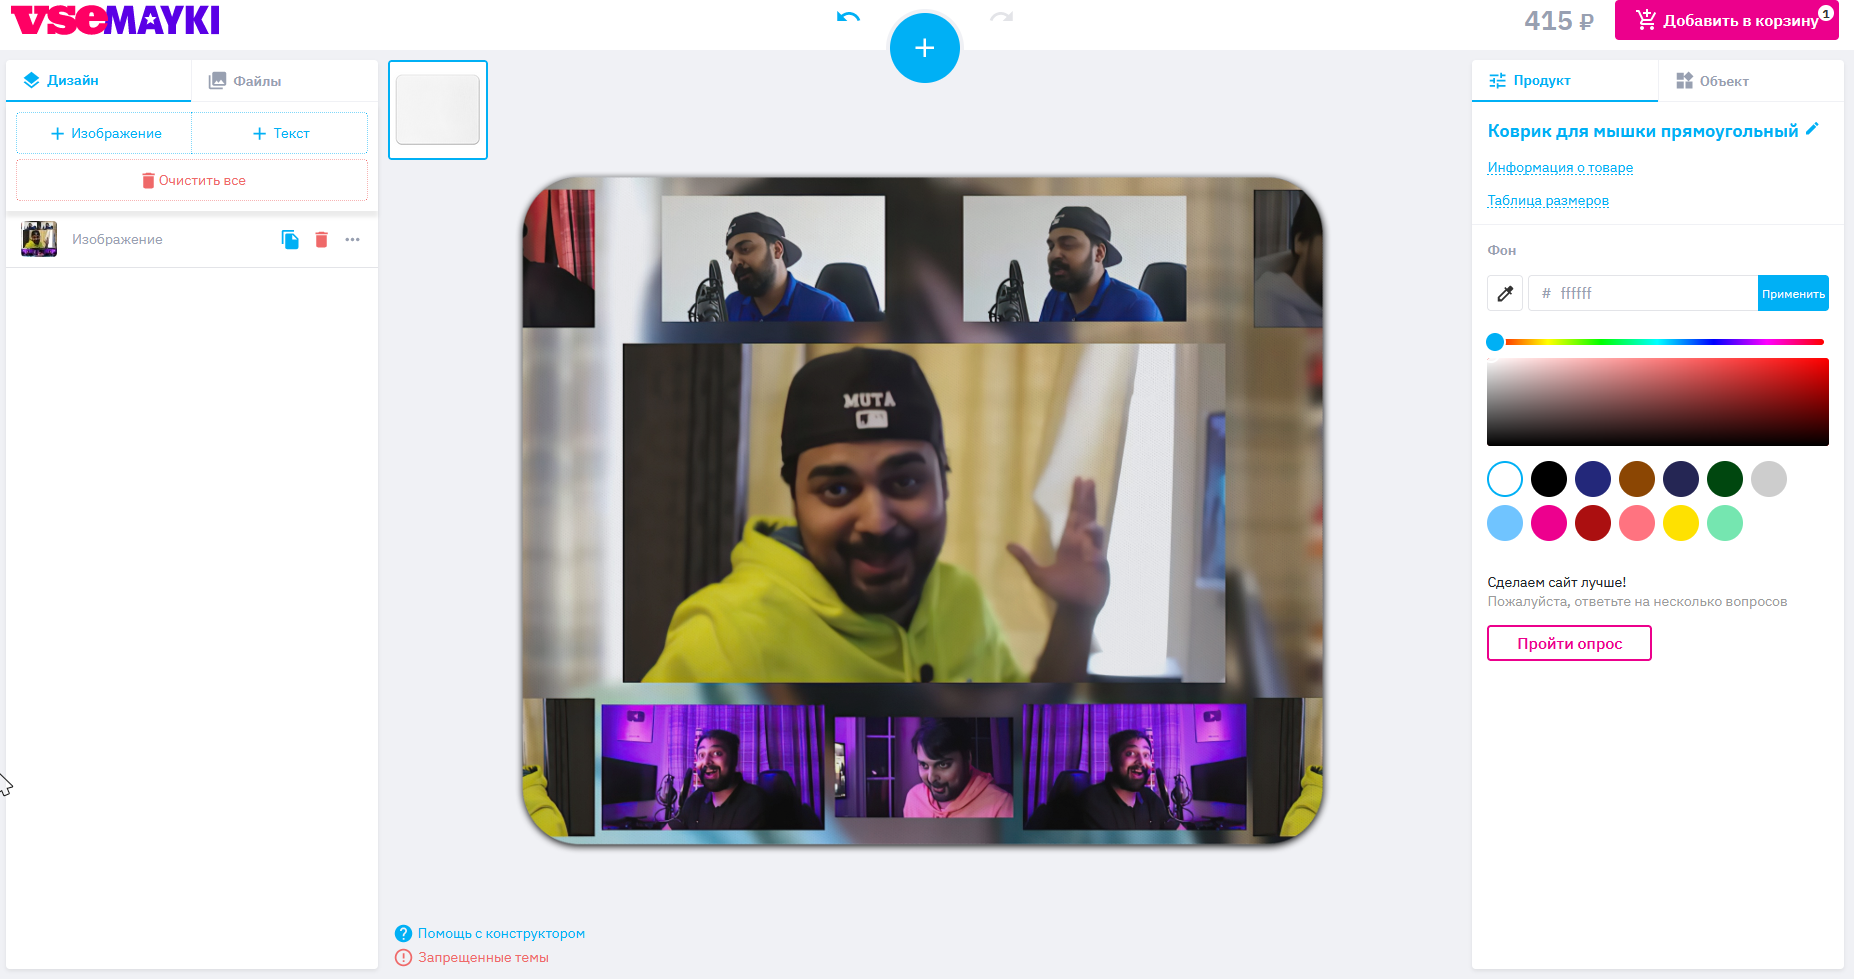 vseMAYKI
415 ₽
Добавить в корзину
1
Дизайн
Файлы
Изображение
Текст
Очистить все
Изображение
MUTA
Помощь с конструктором
Запрещенные темы
Продукт
Объект
Коврик для мышки прямоугольный
Информация о товаре
Таблица размеров
Фон
# ffffff
Применить
Сделаем сайт лучше!
Пожалуйста, ответьте на несколько вопросов
Пройти опрос